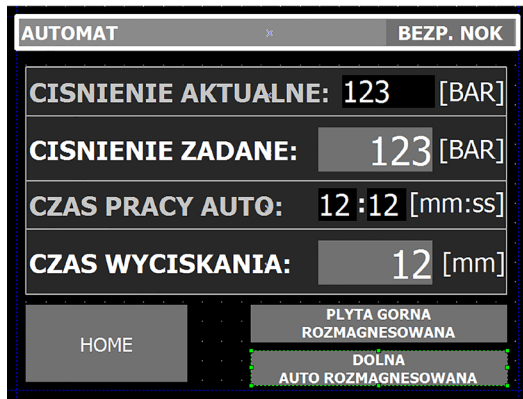 AUTOMAT BEZP. NOK
CISNIENIE AKTUALNE: 123 [BAR]
CISNIENIE ZADANE: 123 [BAR]
CZAS PRACY AUTO: 12:12 [mm:ss]
CZAS WYCISKANIA: 12 [mm]
HOME
PLYTA GORNA
ROZMAGNESOWANA
DOLNA
AUTO ROZMAGNESOWANA